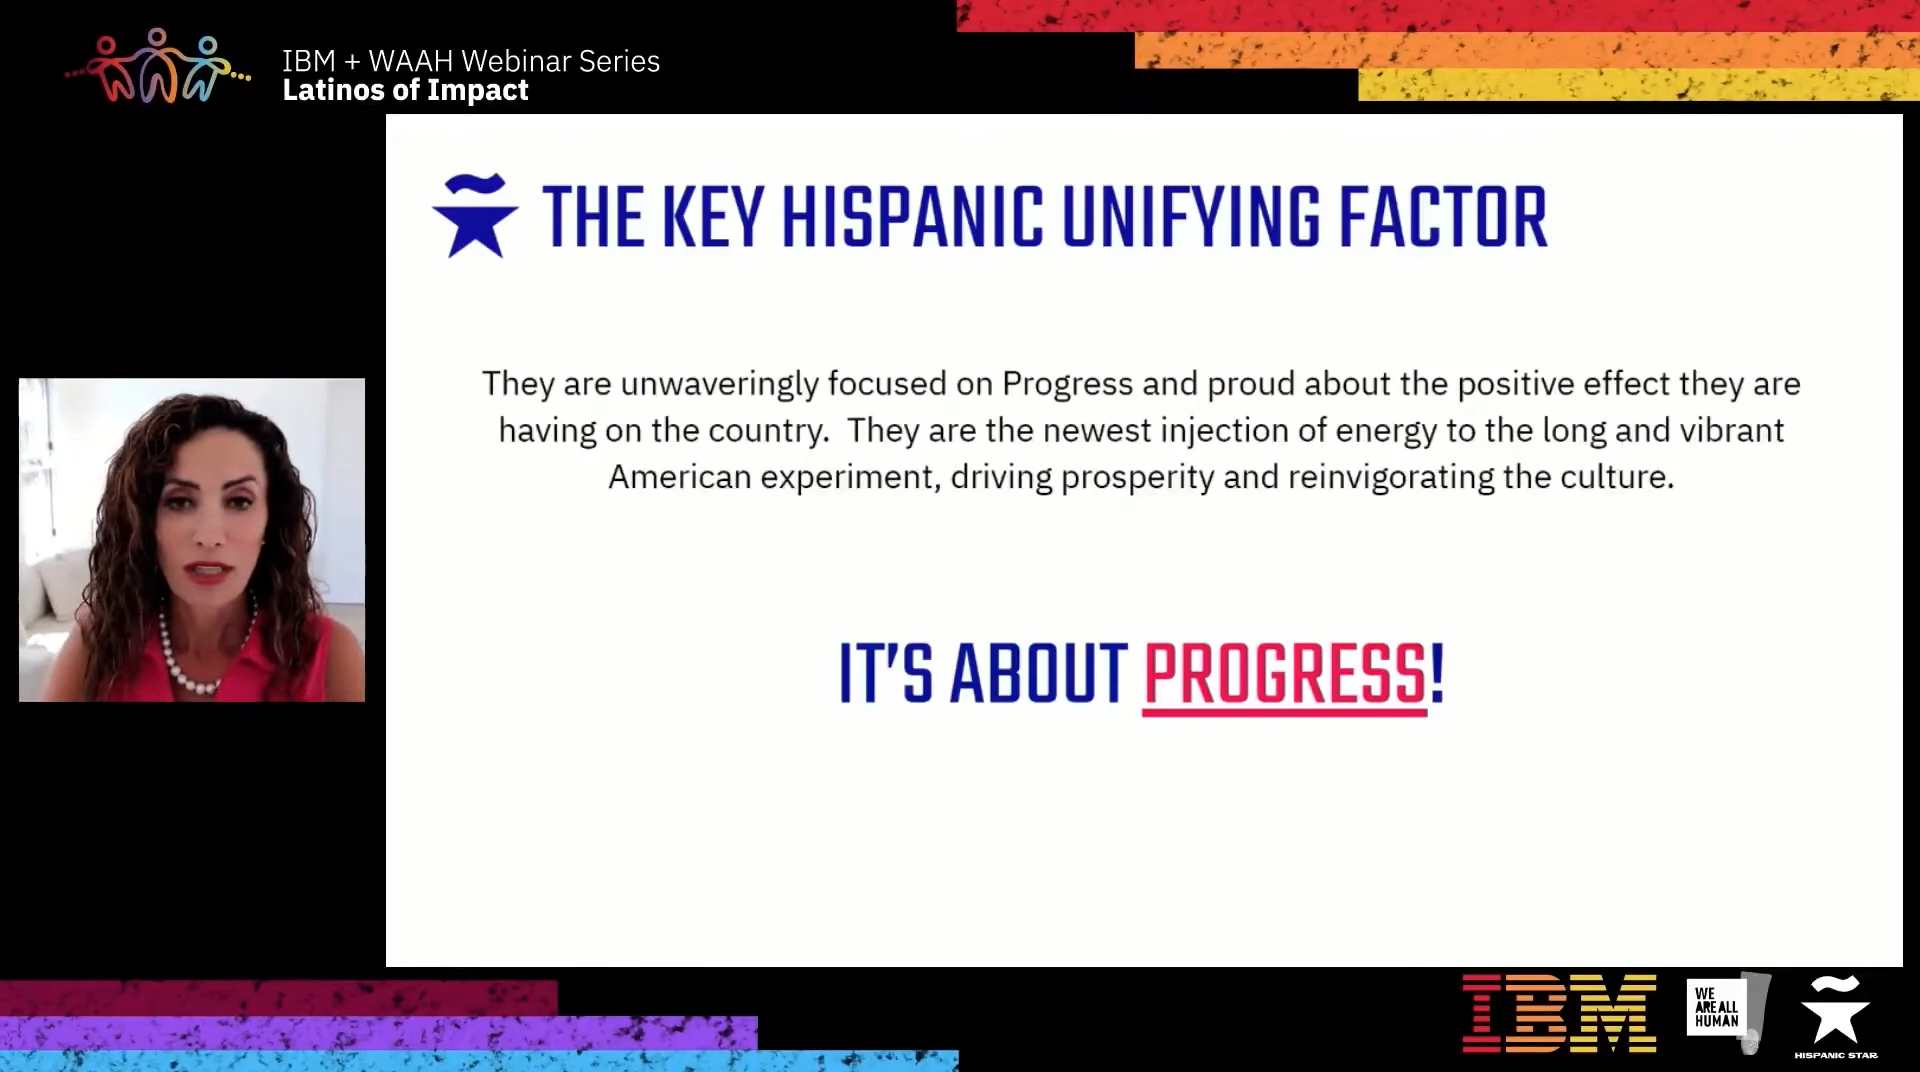 IBM + WAAH Webinar Series
Latinos of Impact
THE KEY HISPANIC UNIFYING FACTOR
They are unwaveringly focused on Progress and proud about the positive effect they are
having on the country.  They are the newest injection of energy to the long and vibrant
American experiment, driving prosperity and reinvigorating the culture.
IT'S ABOUT PROGRESS!
IBM
WE
ARE ALL
HUMAN
HISPANIC STAR